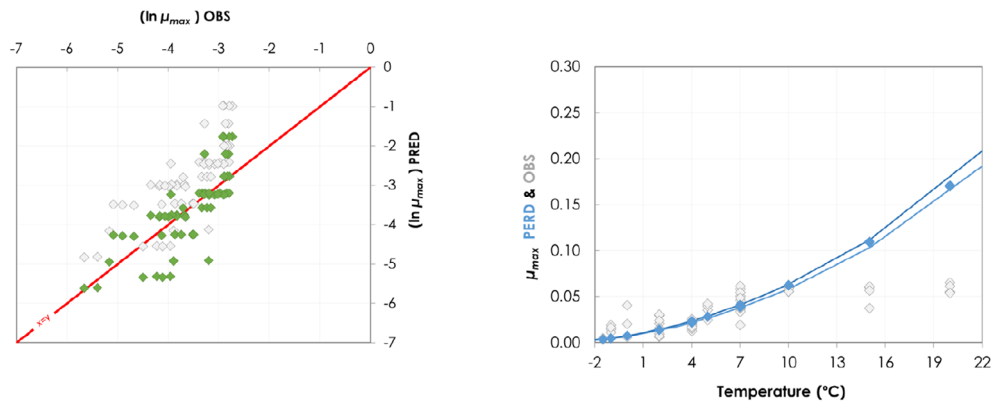 (ln μmax ) OBS
-7 -6 -5 -4 -3 -2 -1 0
0
-1
-2
-3
-4
-5
-6
-7
(ln μmax ) PRED
x=y
0.30
0.25
0.20
0.15
0.10
0.05
0.00
μmax PERD & OBS
-2 1 4 7 10 13 16 19 22
Temperature (°C)